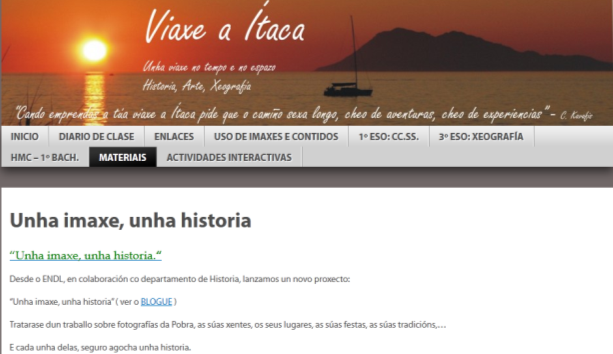 Viaxe a Ítaca
Unha viaxe no tempo e no espazo
Historia, Arte, Xeografía
"Cando emprendas a túa viaxe a Ítaca pide que o camiño sexa longo, cheo de aventuras, cheo de experiencias" - C. Kavafis
INICIO DIARIO DE CLASE ENLACES USO DE IMAXES E CONTIDOS 1º ESO: CC.SS. 3º ESO: XEOGRAFÍA
HMC – 1º BACH. MATERIAIS ACTIVIDADES INTERACTIVAS
Unha imaxe, unha historia
“Unha imaxe, unha historia.“
Desde o ENDL, en colaboración co departamento de Historia, lanzamos un novo proxecto:
“Unha imaxe, unha historia” ( ver o BLOGUE )
Tratarase dun traballo sobre fotografías da Pobra, as súas xentes, os seus lugares, as súas festas, as súas tradicións,…
E cada unha delas, seguro agocha unha historia.